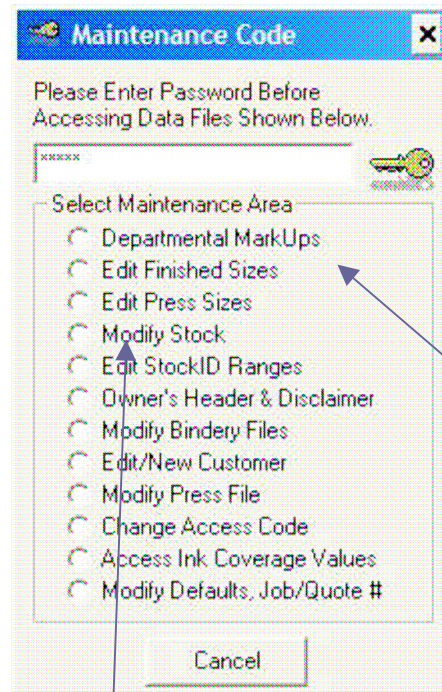 Maintenance Code
Please Enter Password Before
Accessing Data Files Shown Below.
xxxxx
Select Maintenance Area
Departmental MarkUps
Edit Finished Sizes
Edit Press Sizes
Modify Stock
Edit StockID Ranges
Owner's Header & Disclaimer
Modify Bindery Files
Edit/New Customer
Modify Press File
Change Access Code
Access Ink Coverage Values
Modify Defaults, Job/Quote #
Cancel